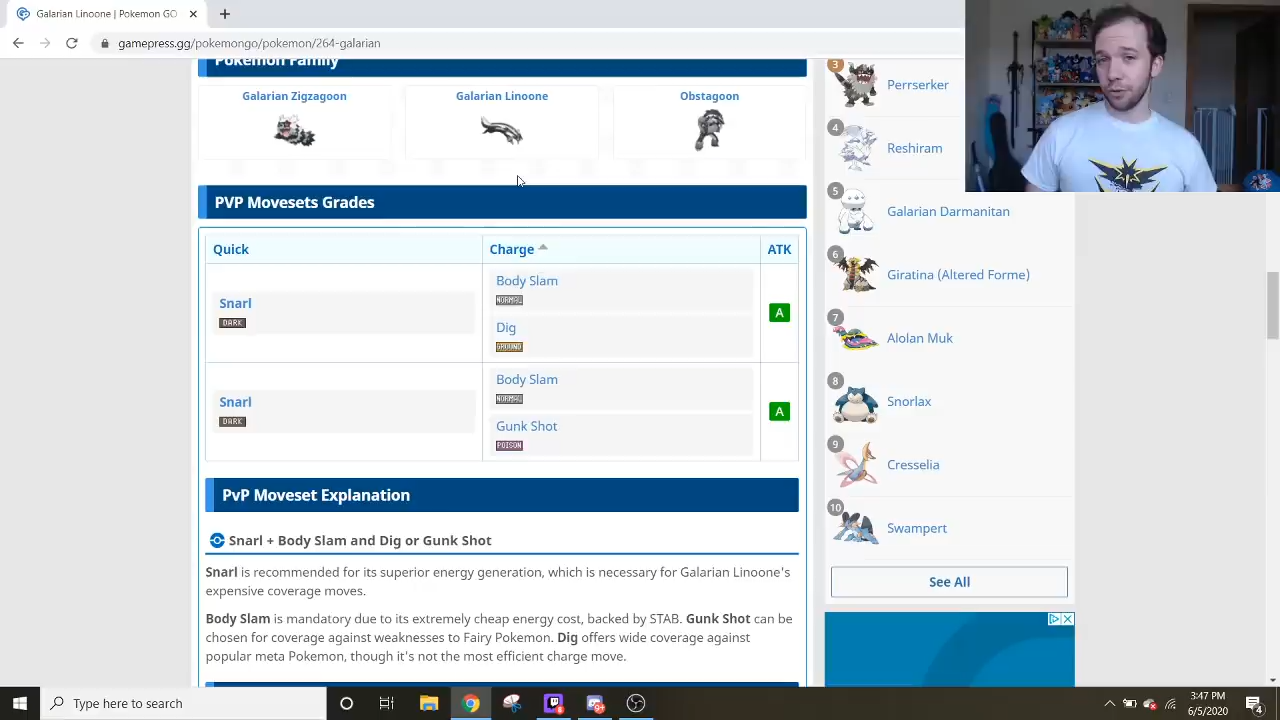 Galarian Linoone | Pokemon GO
gamepress.gg/pokemongo/pokemon/264-galarian
Pokemon Family
Galarian Zigzagoon
Galarian Linoone
Obstagoon
PVP Movesets Grades
Quick
Charge
ATK
Snarl
DARK
Body Slam
NORMAL
Dig
GROUND
A
Snarl
DARK
Body Slam
NORMAL
Gunk Shot
POISON
A
PvP Moveset Explanation
Snarl + Body Slam and Dig or Gunk Shot
Snarl is recommended for its superior energy generation, which is necessary for Galarian Linoone's
expensive coverage moves.
Body Slam is mandatory due to its extremely cheap energy cost, backed by STAB. Gunk Shot can be
chosen for coverage against weaknesses to Fairy Pokemon. Dig offers wide coverage against
popular meta Pokemon, though it's not the most efficient charge move.
3
Perrserker
4
Reshiram
5
Galarian Darmanitan
6
Giratina (Altered Forme)
7
Alolan Muk
8
Snorlax
9
Cresselia
10
Swampert
See All
Type here to search
3:47 PM
6/5/2020
4